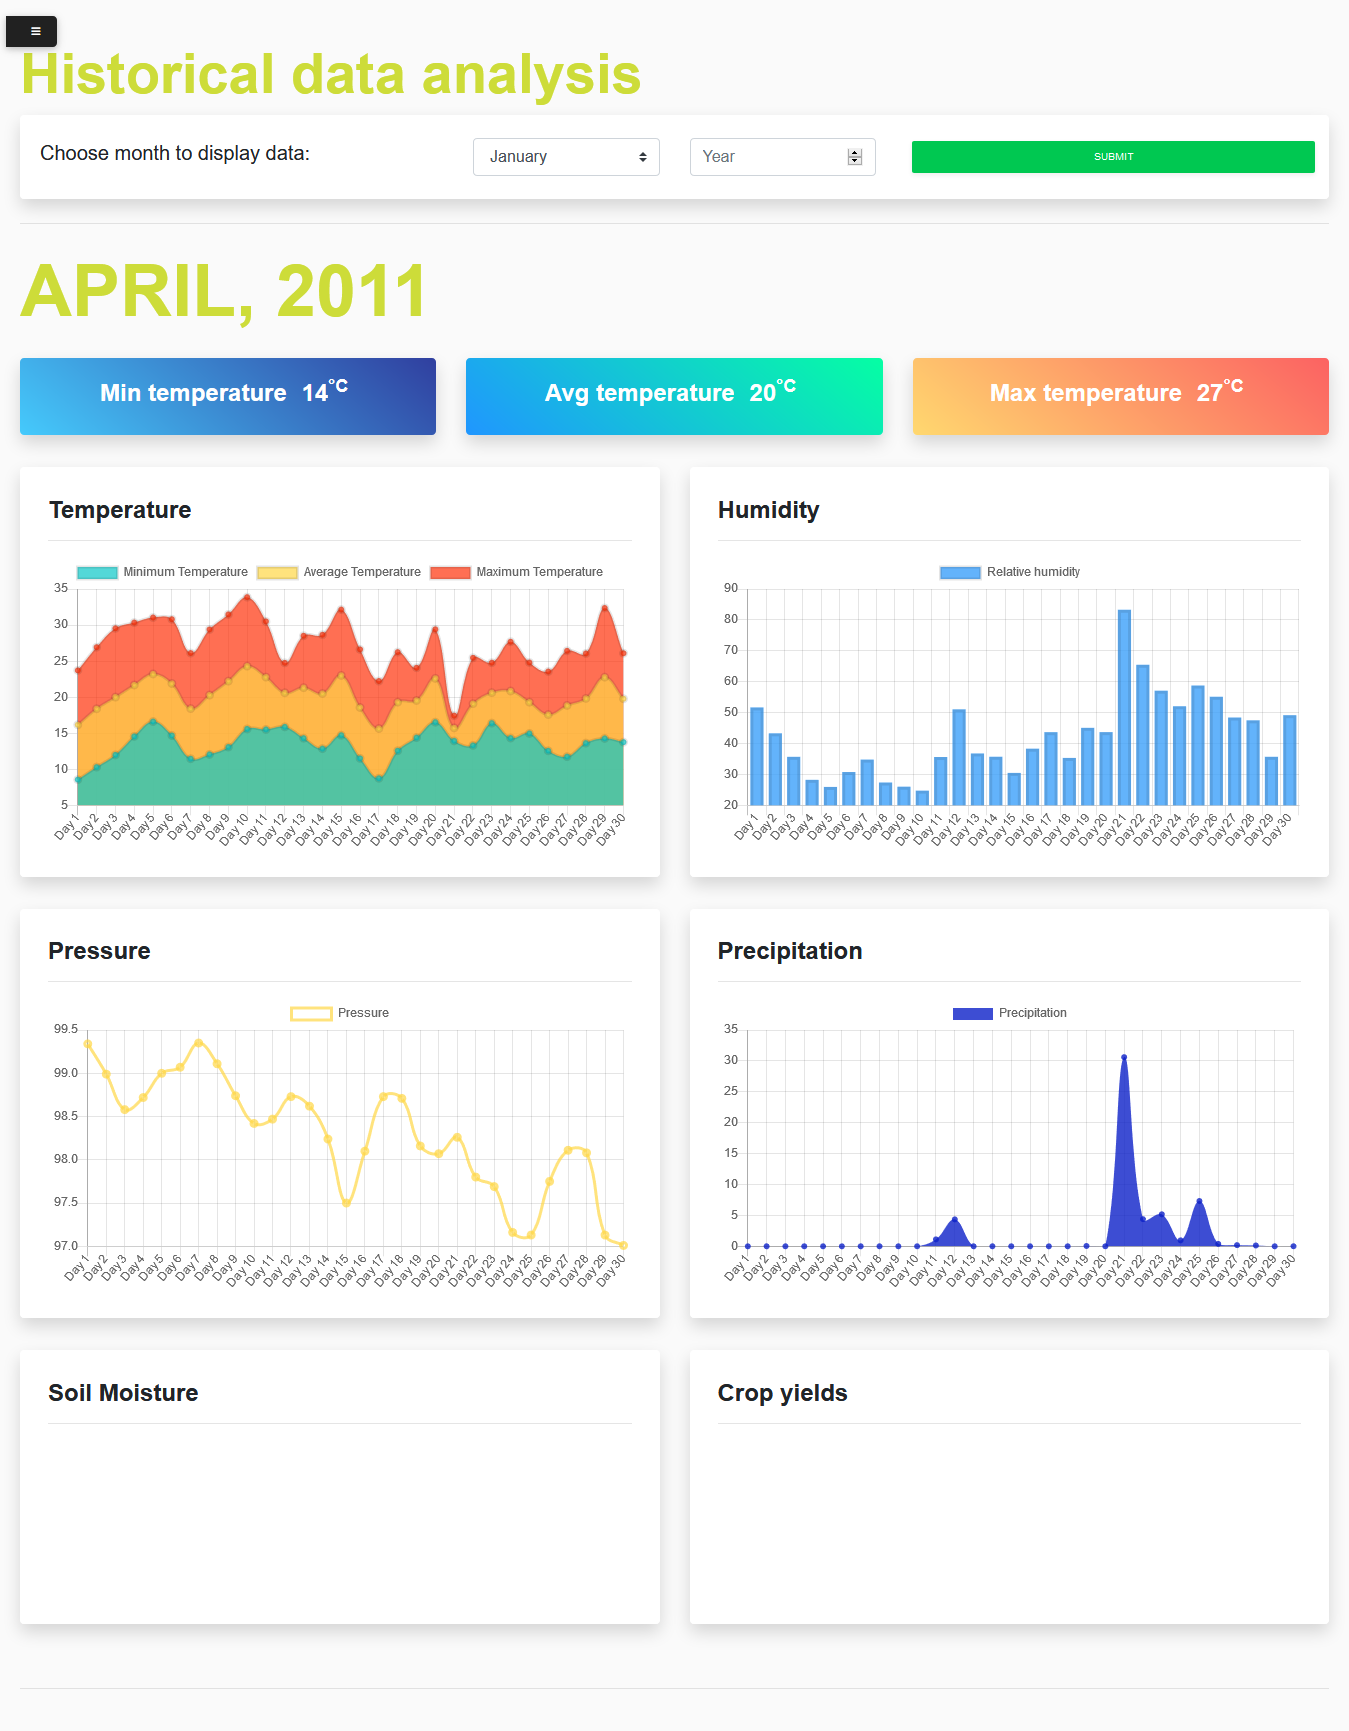 ≡
Historical data analysis
Choose month to display data:
January
Year
SUBMIT
APRIL, 2011
Min temperature 14°C
Avg temperature 20°C
Max temperature 27°C
Temperature
Minimum Temperature Average Temperature Maximum Temperature
35
30
25
20
15
10
5
Day 1 Day 2 Day 3 Day 4 Day 5 Day 6 Day 7 Day 8 Day 9 Day 10 Day 11 Day 12 Day 13 Day 14 Day 15 Day 16 Day 17 Day 18 Day 19 Day 20 Day 21 Day 22 Day 23 Day 24 Day 25 Day 26 Day 27 Day 28 Day 29 Day 30
Humidity
Relative humidity
90
80
70
60
50
40
30
20
Day 1 Day 2 Day 3 Day 4 Day 5 Day 6 Day 7 Day 8 Day 9 Day 10 Day 11 Day 12 Day 13 Day 14 Day 15 Day 16 Day 17 Day 18 Day 19 Day 20 Day 21 Day 22 Day 23 Day 24 Day 25 Day 26 Day 27 Day 28 Day 29 Day 30
Pressure
Pressure
99.5
99.0
98.5
98.0
97.5
97.0
Day 1 Day 2 Day 3 Day 4 Day 5 Day 6 Day 7 Day 8 Day 9 Day 10 Day 11 Day 12 Day 13 Day 14 Day 15 Day 16 Day 17 Day 18 Day 19 Day 20 Day 21 Day 22 Day 23 Day 24 Day 25 Day 26 Day 27 Day 28 Day 29 Day 30
Precipitation
Precipitation
35
30
25
20
15
10
5
0
Day 1 Day 2 Day 3 Day 4 Day 5 Day 6 Day 7 Day 8 Day 9 Day 10 Day 11 Day 12 Day 13 Day 14 Day 15 Day 16 Day 17 Day 18 Day 19 Day 20 Day 21 Day 22 Day 23 Day 24 Day 25 Day 26 Day 27 Day 28 Day 29 Day 30
Soil Moisture
Crop yields